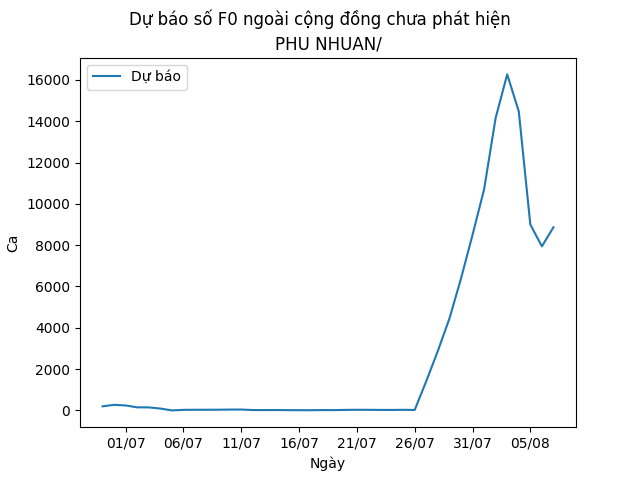 Dự báo số F0 ngoài cộng đồng chưa phát hiện
PHU NHUAN/
Dự báo
16000
14000
12000
10000
8000
6000
4000
2000
0
Ca
01/07 06/07 11/07 16/07 21/07 26/07 31/07 05/08
Ngày